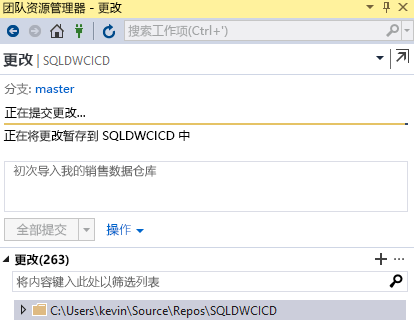 团队资源管理器 - 更改
搜索工作项(Ctrl+')
更改 | SQLDWCICD
分支: master
正在提交更改...
正在将更改暂存到 SQLDWCICD 中
初次导入我的销售数据仓库
全部提交 操作
更改(263)
将内容键入此处以筛选列表
C:\Users\kevin\Source\Repos\SQLDWCICD